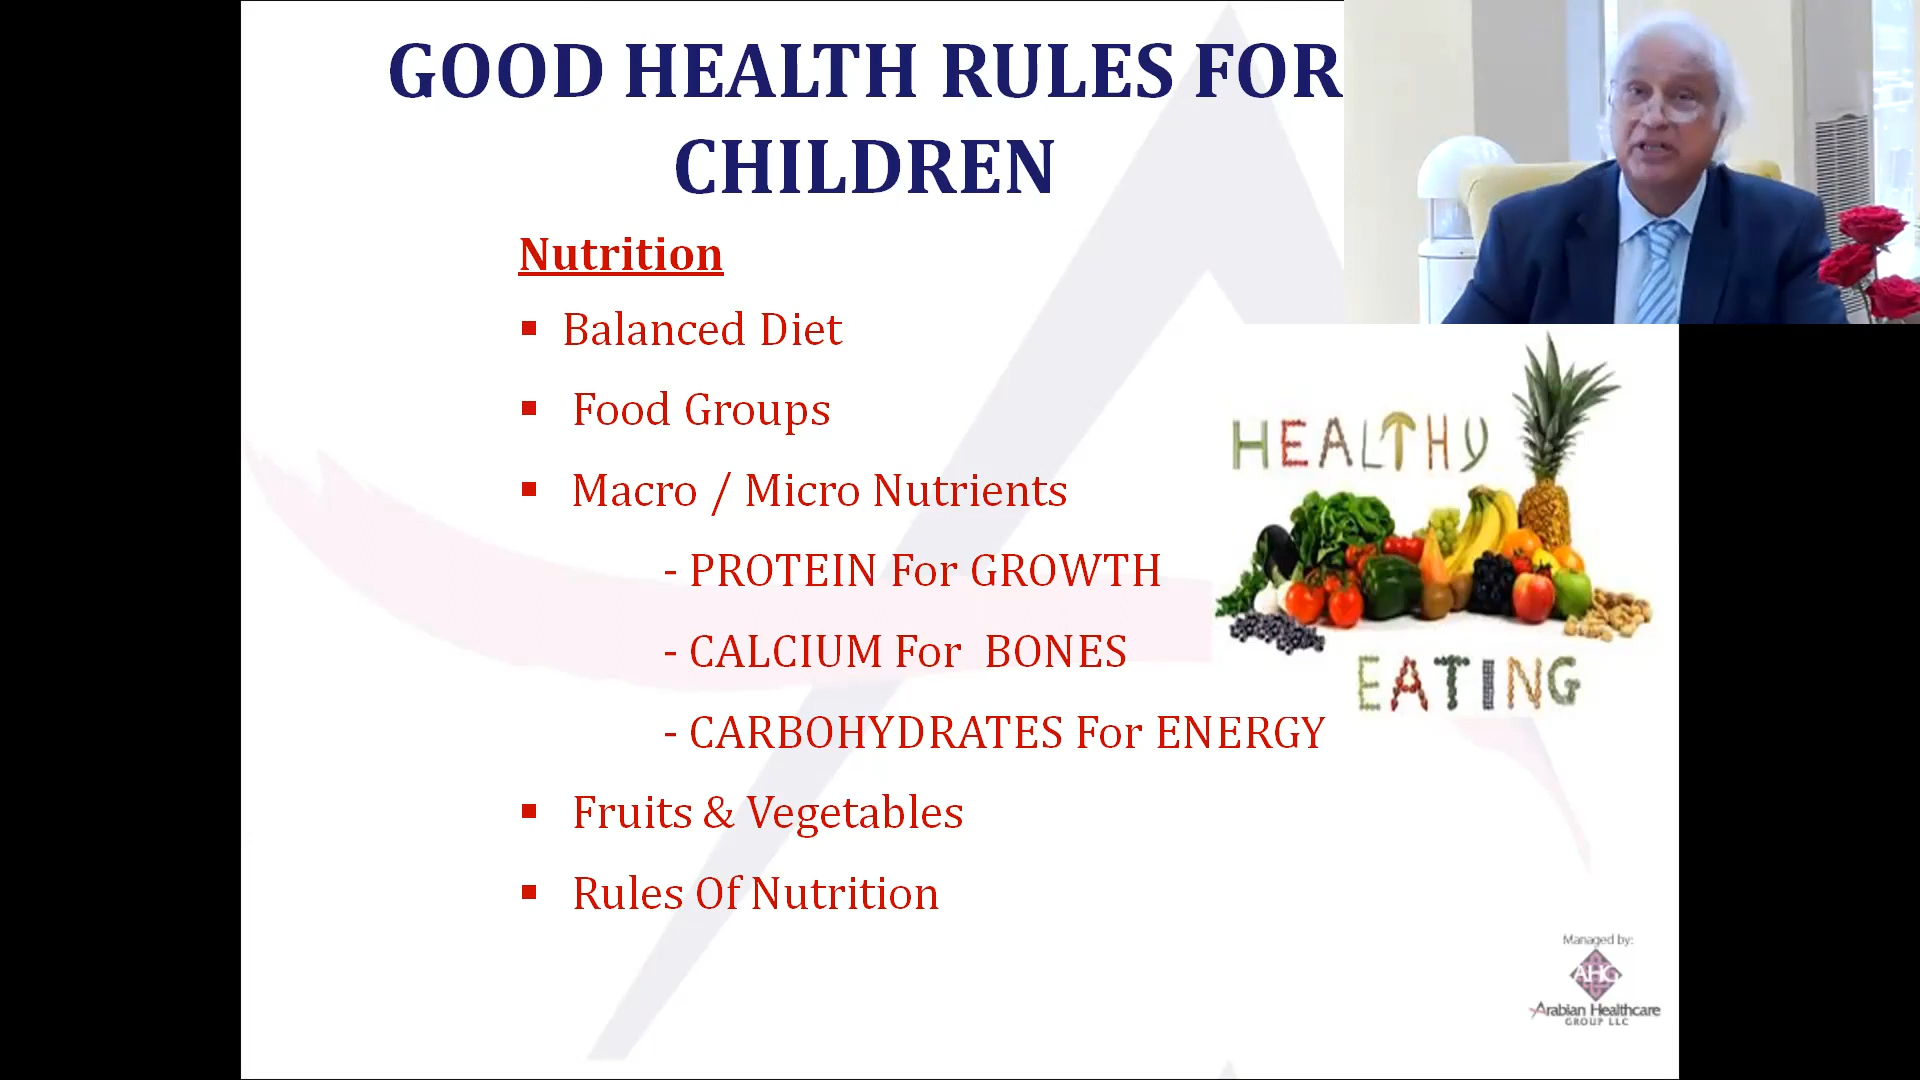 GOOD HEALTH RULES FOR
CHILDREN
Nutrition
▪ Balanced Diet
▪ Food Groups
▪ Macro / Micro Nutrients
- PROTEIN For GROWTH
- CALCIUM For BONES
- CARBOHYDRATES For ENERGY
▪ Fruits & Vegetables
▪ Rules Of Nutrition
HEALTHY
EATING
Managed by:
AHG
Arabian Healthcare
GROUP LLC